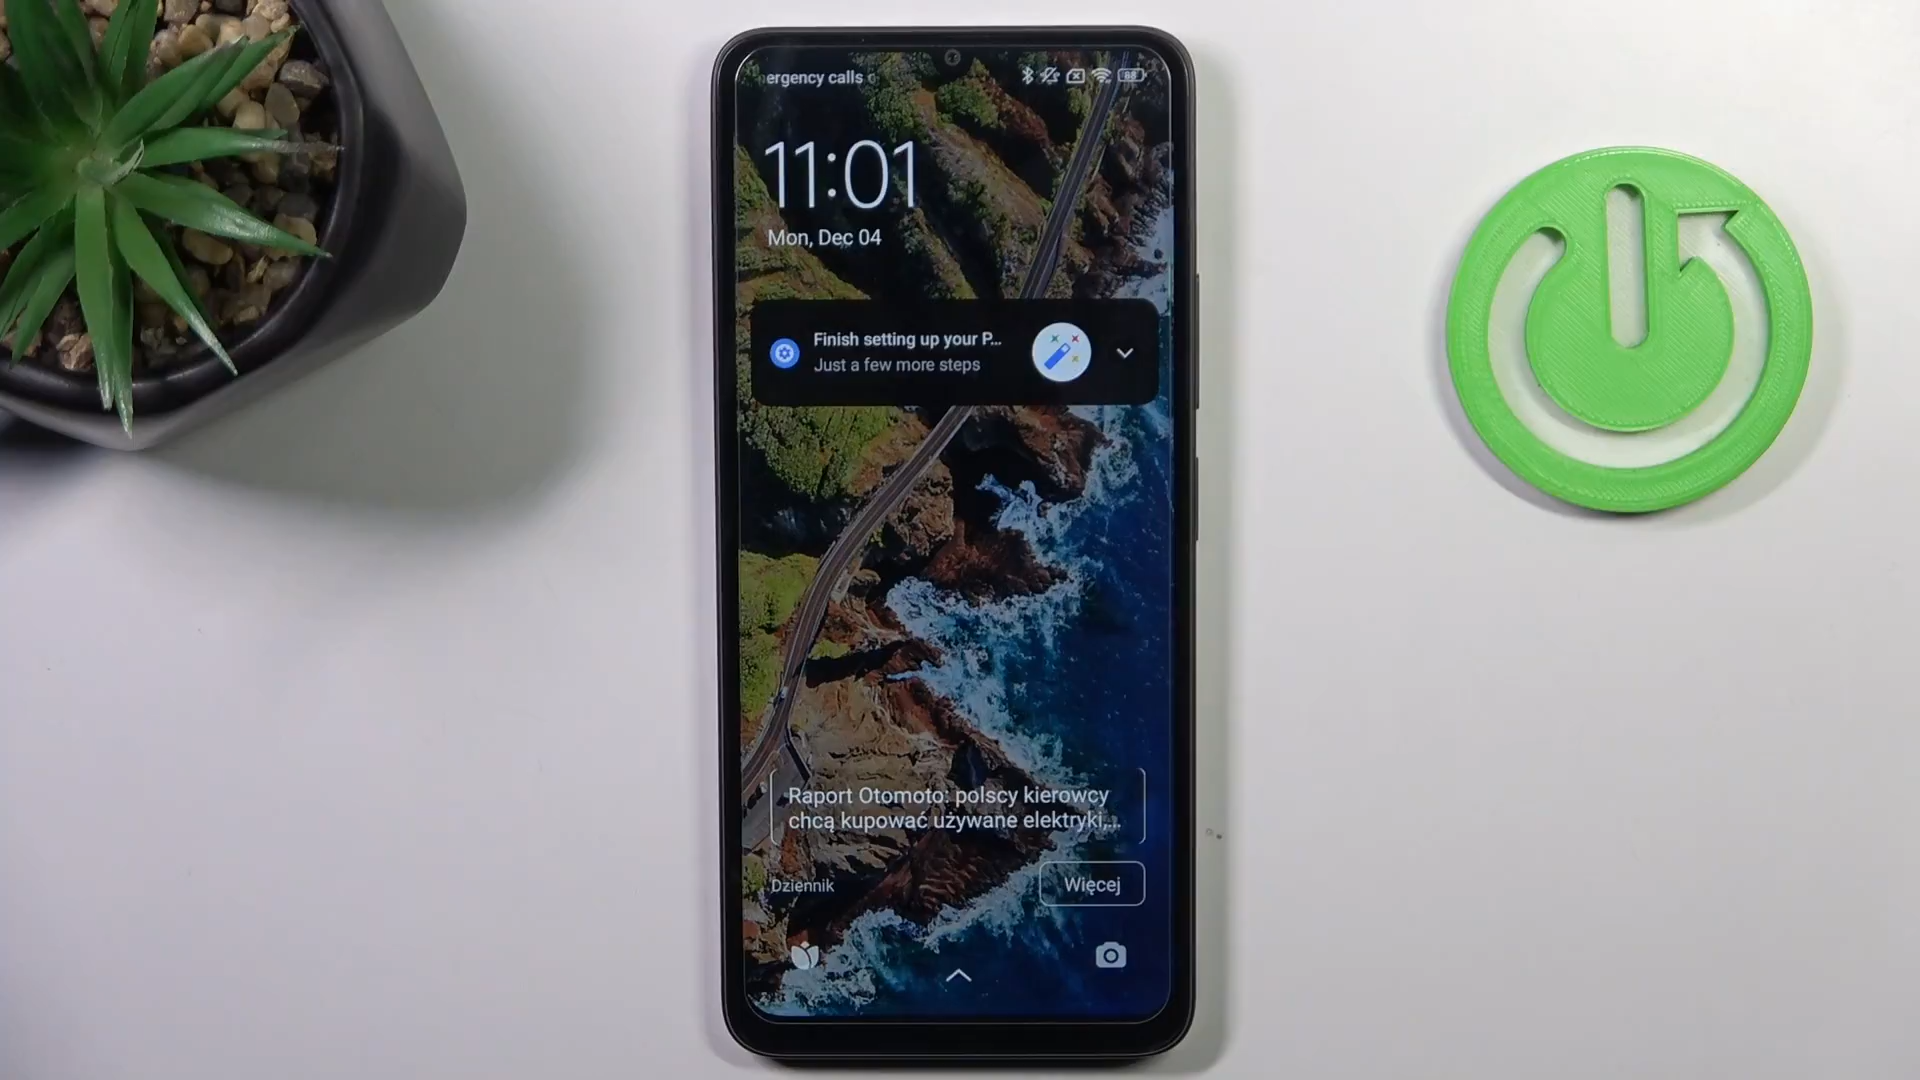 ergency calls
88
11:01
Mon, Dec 04
Finish setting up your P...
Just a few more steps
Raport Otomoto: polscy kierowcy
chcą kupować używane elektryki,...
Dziennik
Więcej